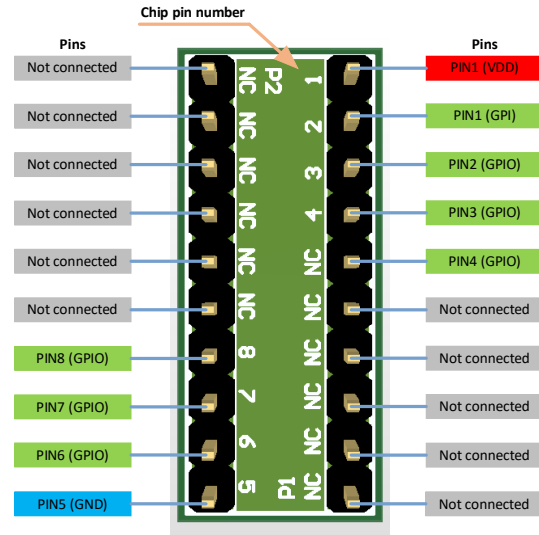 Chip pin number
Pins
Pins
Not connected
NC
P2
1
PIN1 (VDD)
Not connected
NC
2
PIN1 (GPI)
Not connected
NC
3
PIN2 (GPIO)
Not connected
NC
4
PIN3 (GPIO)
Not connected
NC
NC
PIN4 (GPIO)
Not connected
NC
NC
Not connected
PIN8 (GPIO)
8
NC
Not connected
PIN7 (GPIO)
7
NC
Not connected
PIN6 (GPIO)
6
NC
Not connected
PIN5 (GND)
5
P1
NC
Not connected